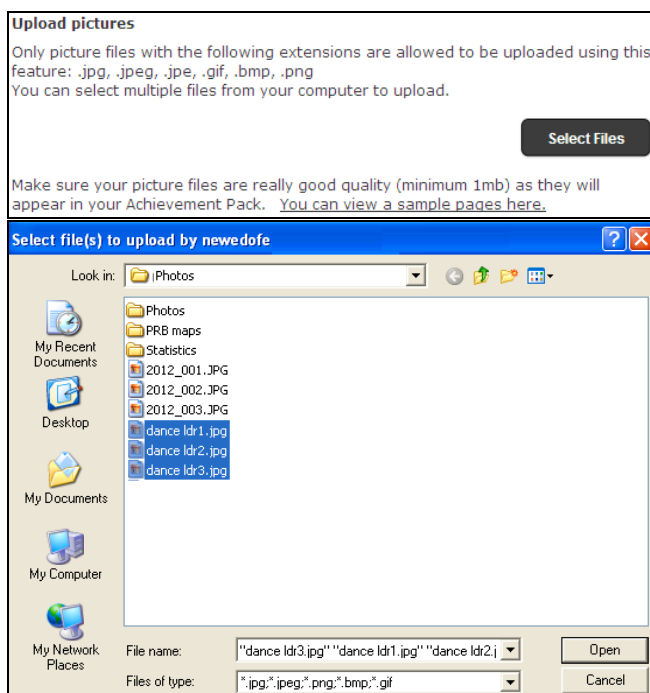 Upload pictures
Only picture files with the following extensions are allowed to be uploaded using this
feature: .jpg, .jpeg, .jpe, .gif, .bmp, .png
You can select multiple files from your computer to upload.
Select Files
Make sure your picture files are really good quality (minimum 1mb) as they will
appear in your Achievement Pack. You can view a sample pages here.
Select file(s) to upload by newedofe
Look in: Photos
My Recent
Documents
Desktop
My Documents
My Computer
My Network
Places
Photos
PRB maps
Statistics
2012_001.JPG
2012_002.JPG
2012_003.JPG
dance ldr1.jpg
dance ldr2.jpg
dance ldr3.jpg
File name: "dance ldr3.jpg" "dance ldr1.jpg" "dance ldr2.j
Open
Files of type: *.jpg;*.jpeg;*.png;*.bmp;*.gif
Cancel